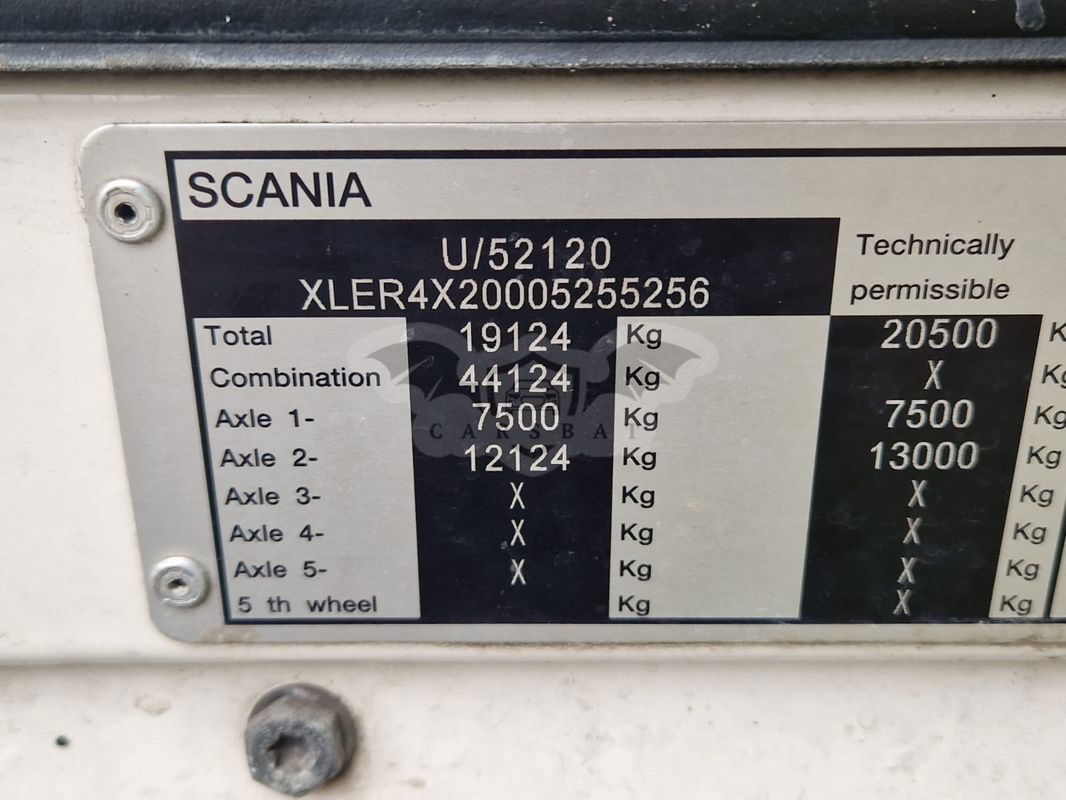 SCANIA
U/52120
XLER4X20005255256
Technically
permissible
Total 19124 Kg 20500 K
Combination 44124 Kg X Kg
Axle 1- 7500 Kg 7500 Kg
Axle 2- 12124 Kg 13000 Kg
Axle 3- X Kg X Kg
Axle 4- X Kg X Kg
Axle 5- X Kg X Kg
5 th wheel Kg X Kg
CARSBAT